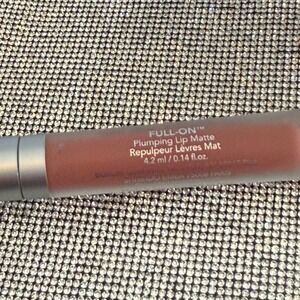 FULL-ON™
Plumping Lip Matte
Repulpeur Lèvres Mat
4.2 ml / 0.14 fl.oz.